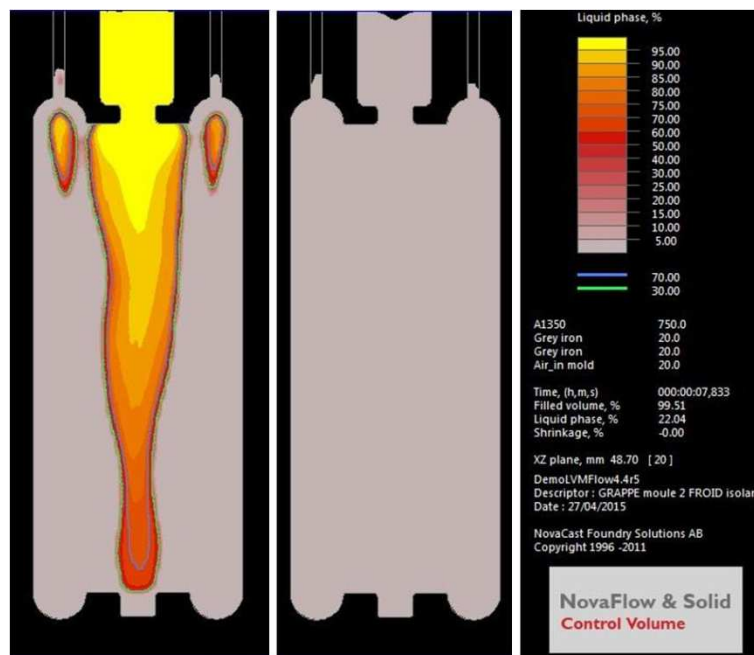 Liquid phase, %
95.00
90.00
85.00
80.00
75.00
70.00
60.00
50.00
40.00
30.00
20.00
15.00
10.00
5.00
70.00
30.00
A1350 750.0
Grey iron 20.0
Grey iron 20.0
Air_in mold 20.0
Time, (h,m,s) 000:00:07,833
Filled volume, % 99.51
Liquid phase, % 22.04
Shrinkage, % -0.00
XZ plane, mm 48.70 [ 20 ]
DemoLVMFlow4.4r5
Descriptor : GRAPPE moule 2 FROID isolan
Date : 27/04/2015
NovaCast Foundry Solutions AB
Copyright 1996 -2011
NovaFlow & Solid
Control Volume